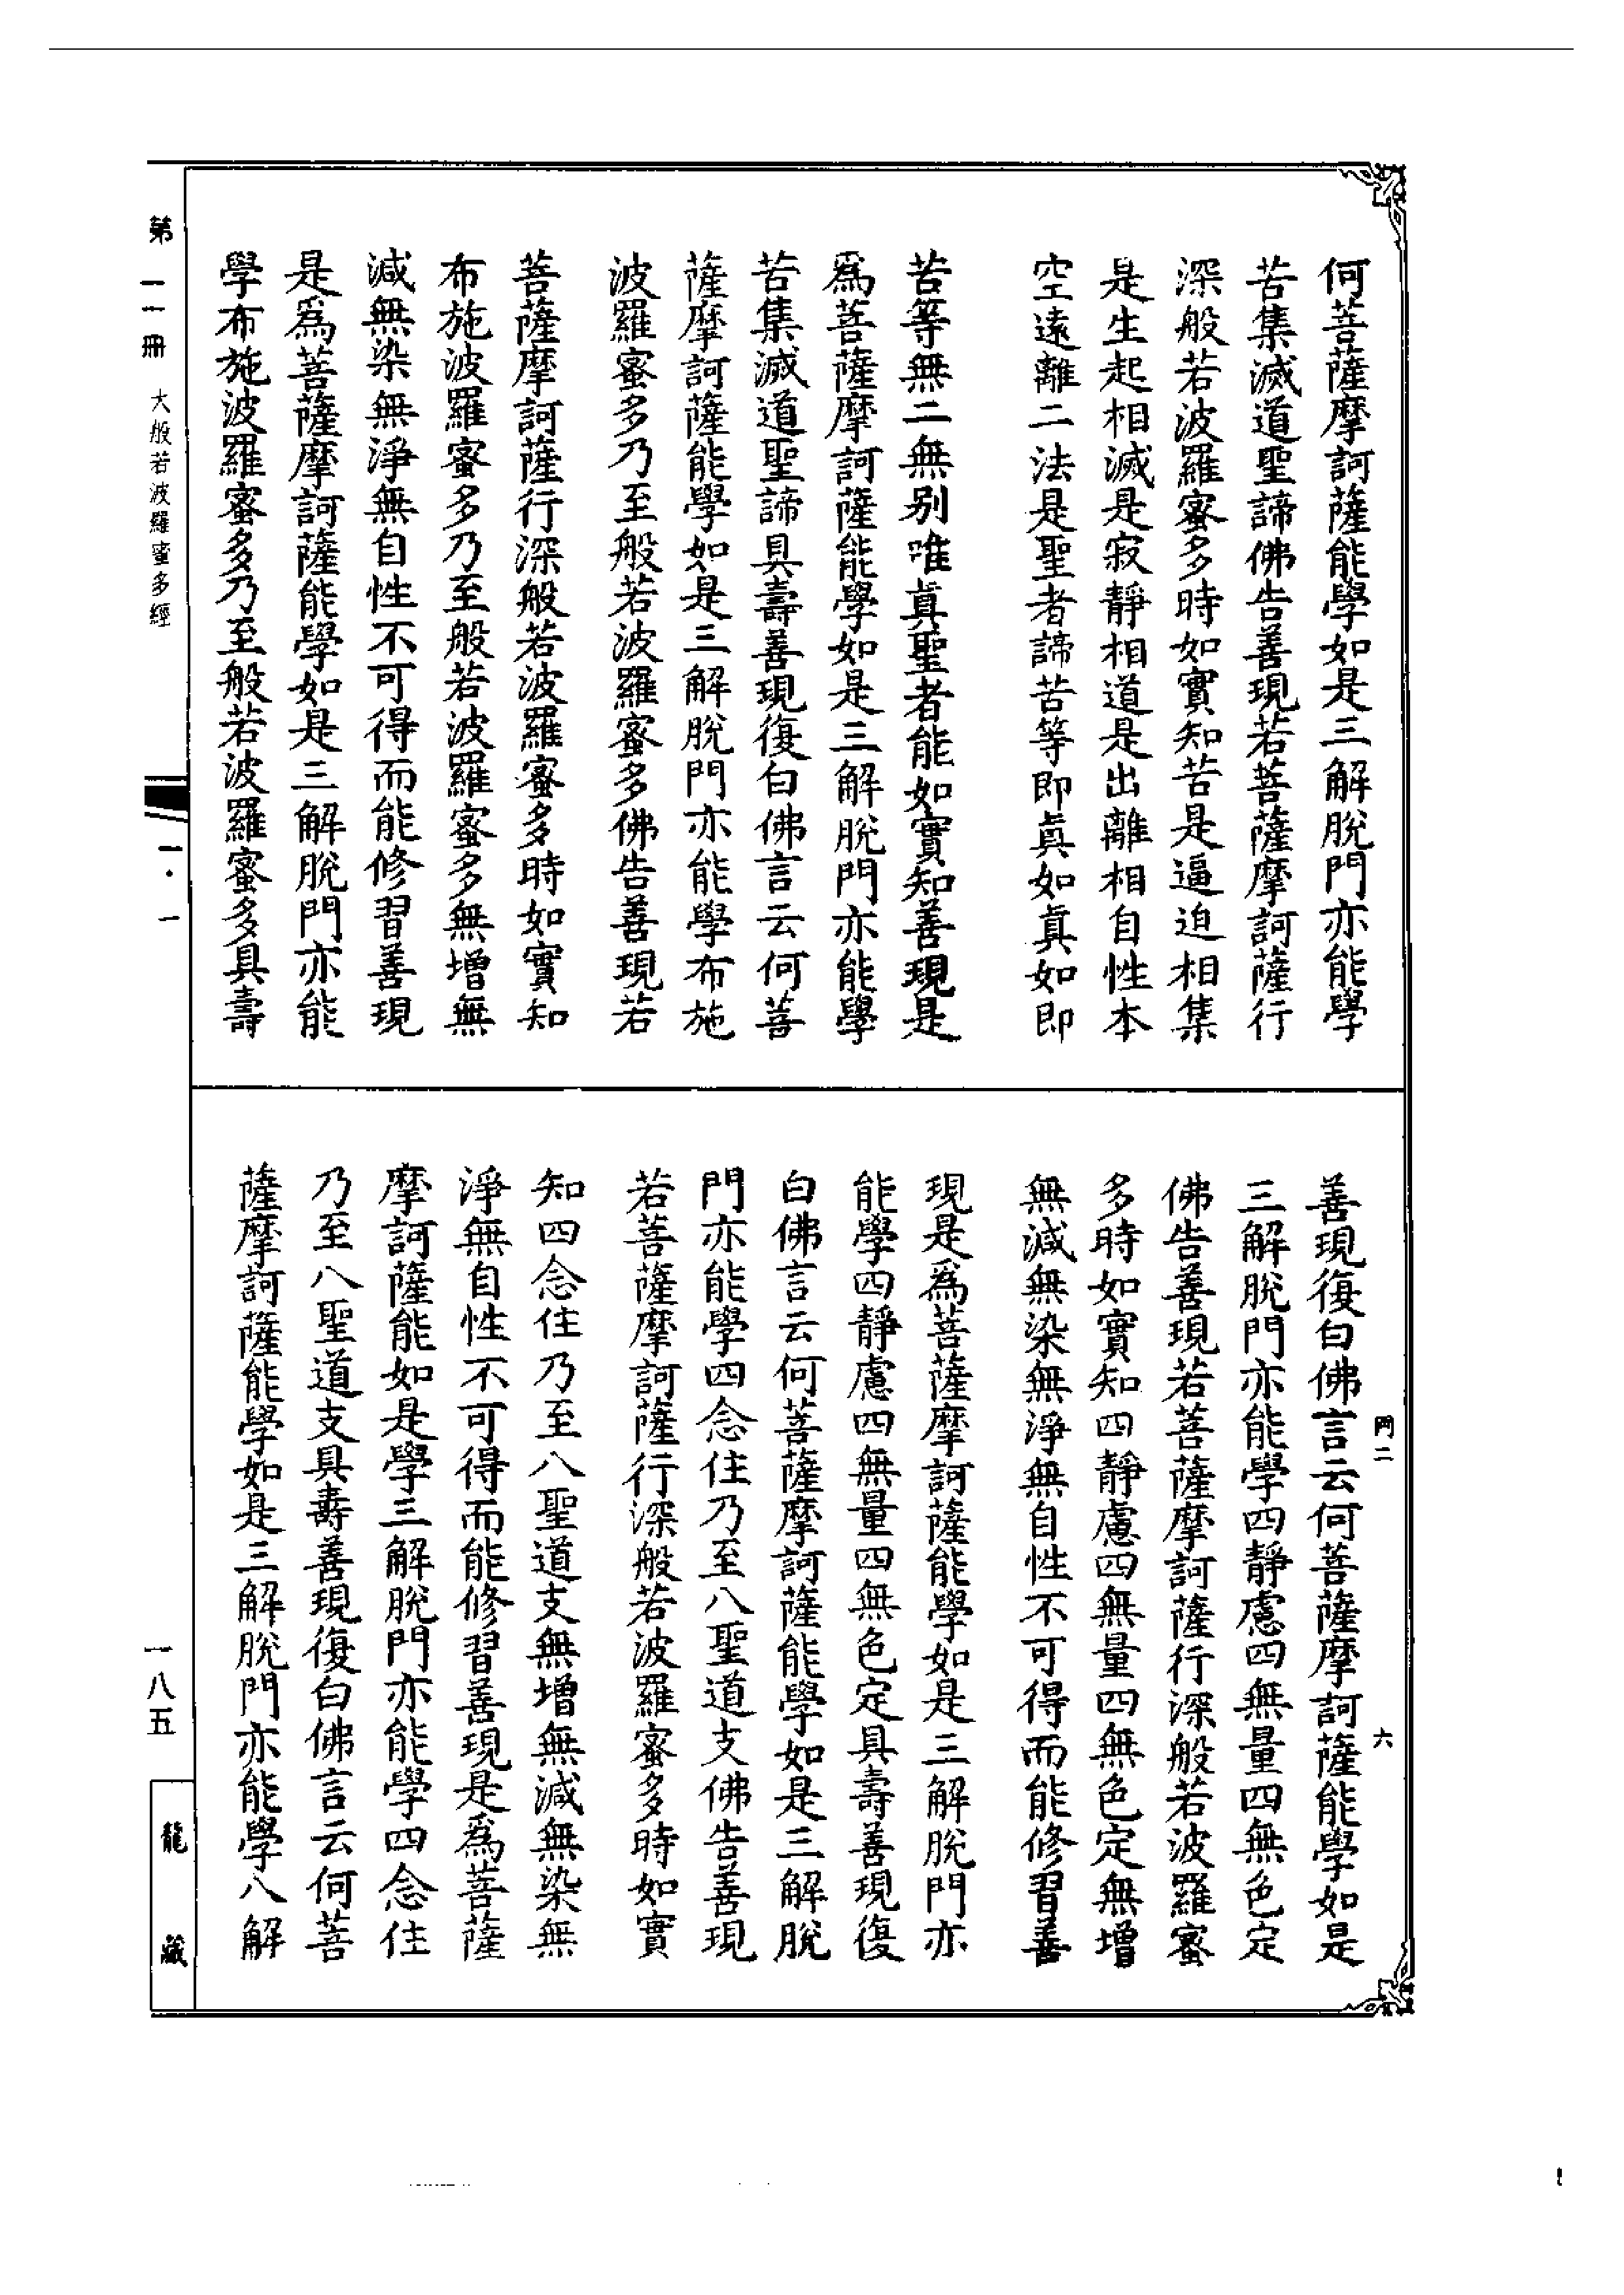 何菩薩摩訶薩能學如是三解脫門亦能學
苦集滅道聖諦佛告善現若菩薩摩訶薩行
深般若波羅蜜多時如實知苦是逼迫相集
是生起相滅是寂靜相道是出離相自性本
空遠離二法是聖者諦苦等即真如真如即
苦等無二無別唯真聖者能如實知善現是
爲菩薩摩訶薩能學如是三解脫門亦能學
苦集滅道聖諦具壽善現復白佛言云何菩
薩摩訶薩能學如是三解脫門亦能學布施
波羅蜜多乃至般若波羅蜜多佛告善現若
菩薩摩訶薩行深般若波羅蜜多時如實知
布施波羅蜜多乃至般若波羅蜜多無增無
減無染無淨無自性不可得而能修習善現
是爲菩薩摩訶薩能學如是三解脫門亦能
學布施波羅蜜多乃至般若波羅蜜多具壽
善現復白佛言云何菩薩摩訶薩能學如是
三解脫門亦能學四靜慮四無量四無色定
佛告善現若菩薩摩訶薩行深般若波羅蜜
多時如實知四靜慮四無量四無色定無增
無減無染無淨無自性不可得而能修習善
現是爲菩薩摩訶薩能學如是三解脫門亦
能學四靜慮四無量四無色定具壽善現復
白佛言云何菩薩摩訶薩能學如是三解脫
門亦能學四念住乃至八聖道支佛告善現
若菩薩摩訶薩行深般若波羅蜜多時如實
知四念住乃至八聖道支無增無減無染無
淨無自性不可得而能修習善現是爲菩薩
摩訶薩能如是學三解脫門亦能學四念住
乃至八聖道支具壽善現復白佛言云何菩
薩摩訶薩能學如是三解脫門亦能學八解
二 六
第一一冊 大般若波羅蜜多經 一·一 一八五 龍藏